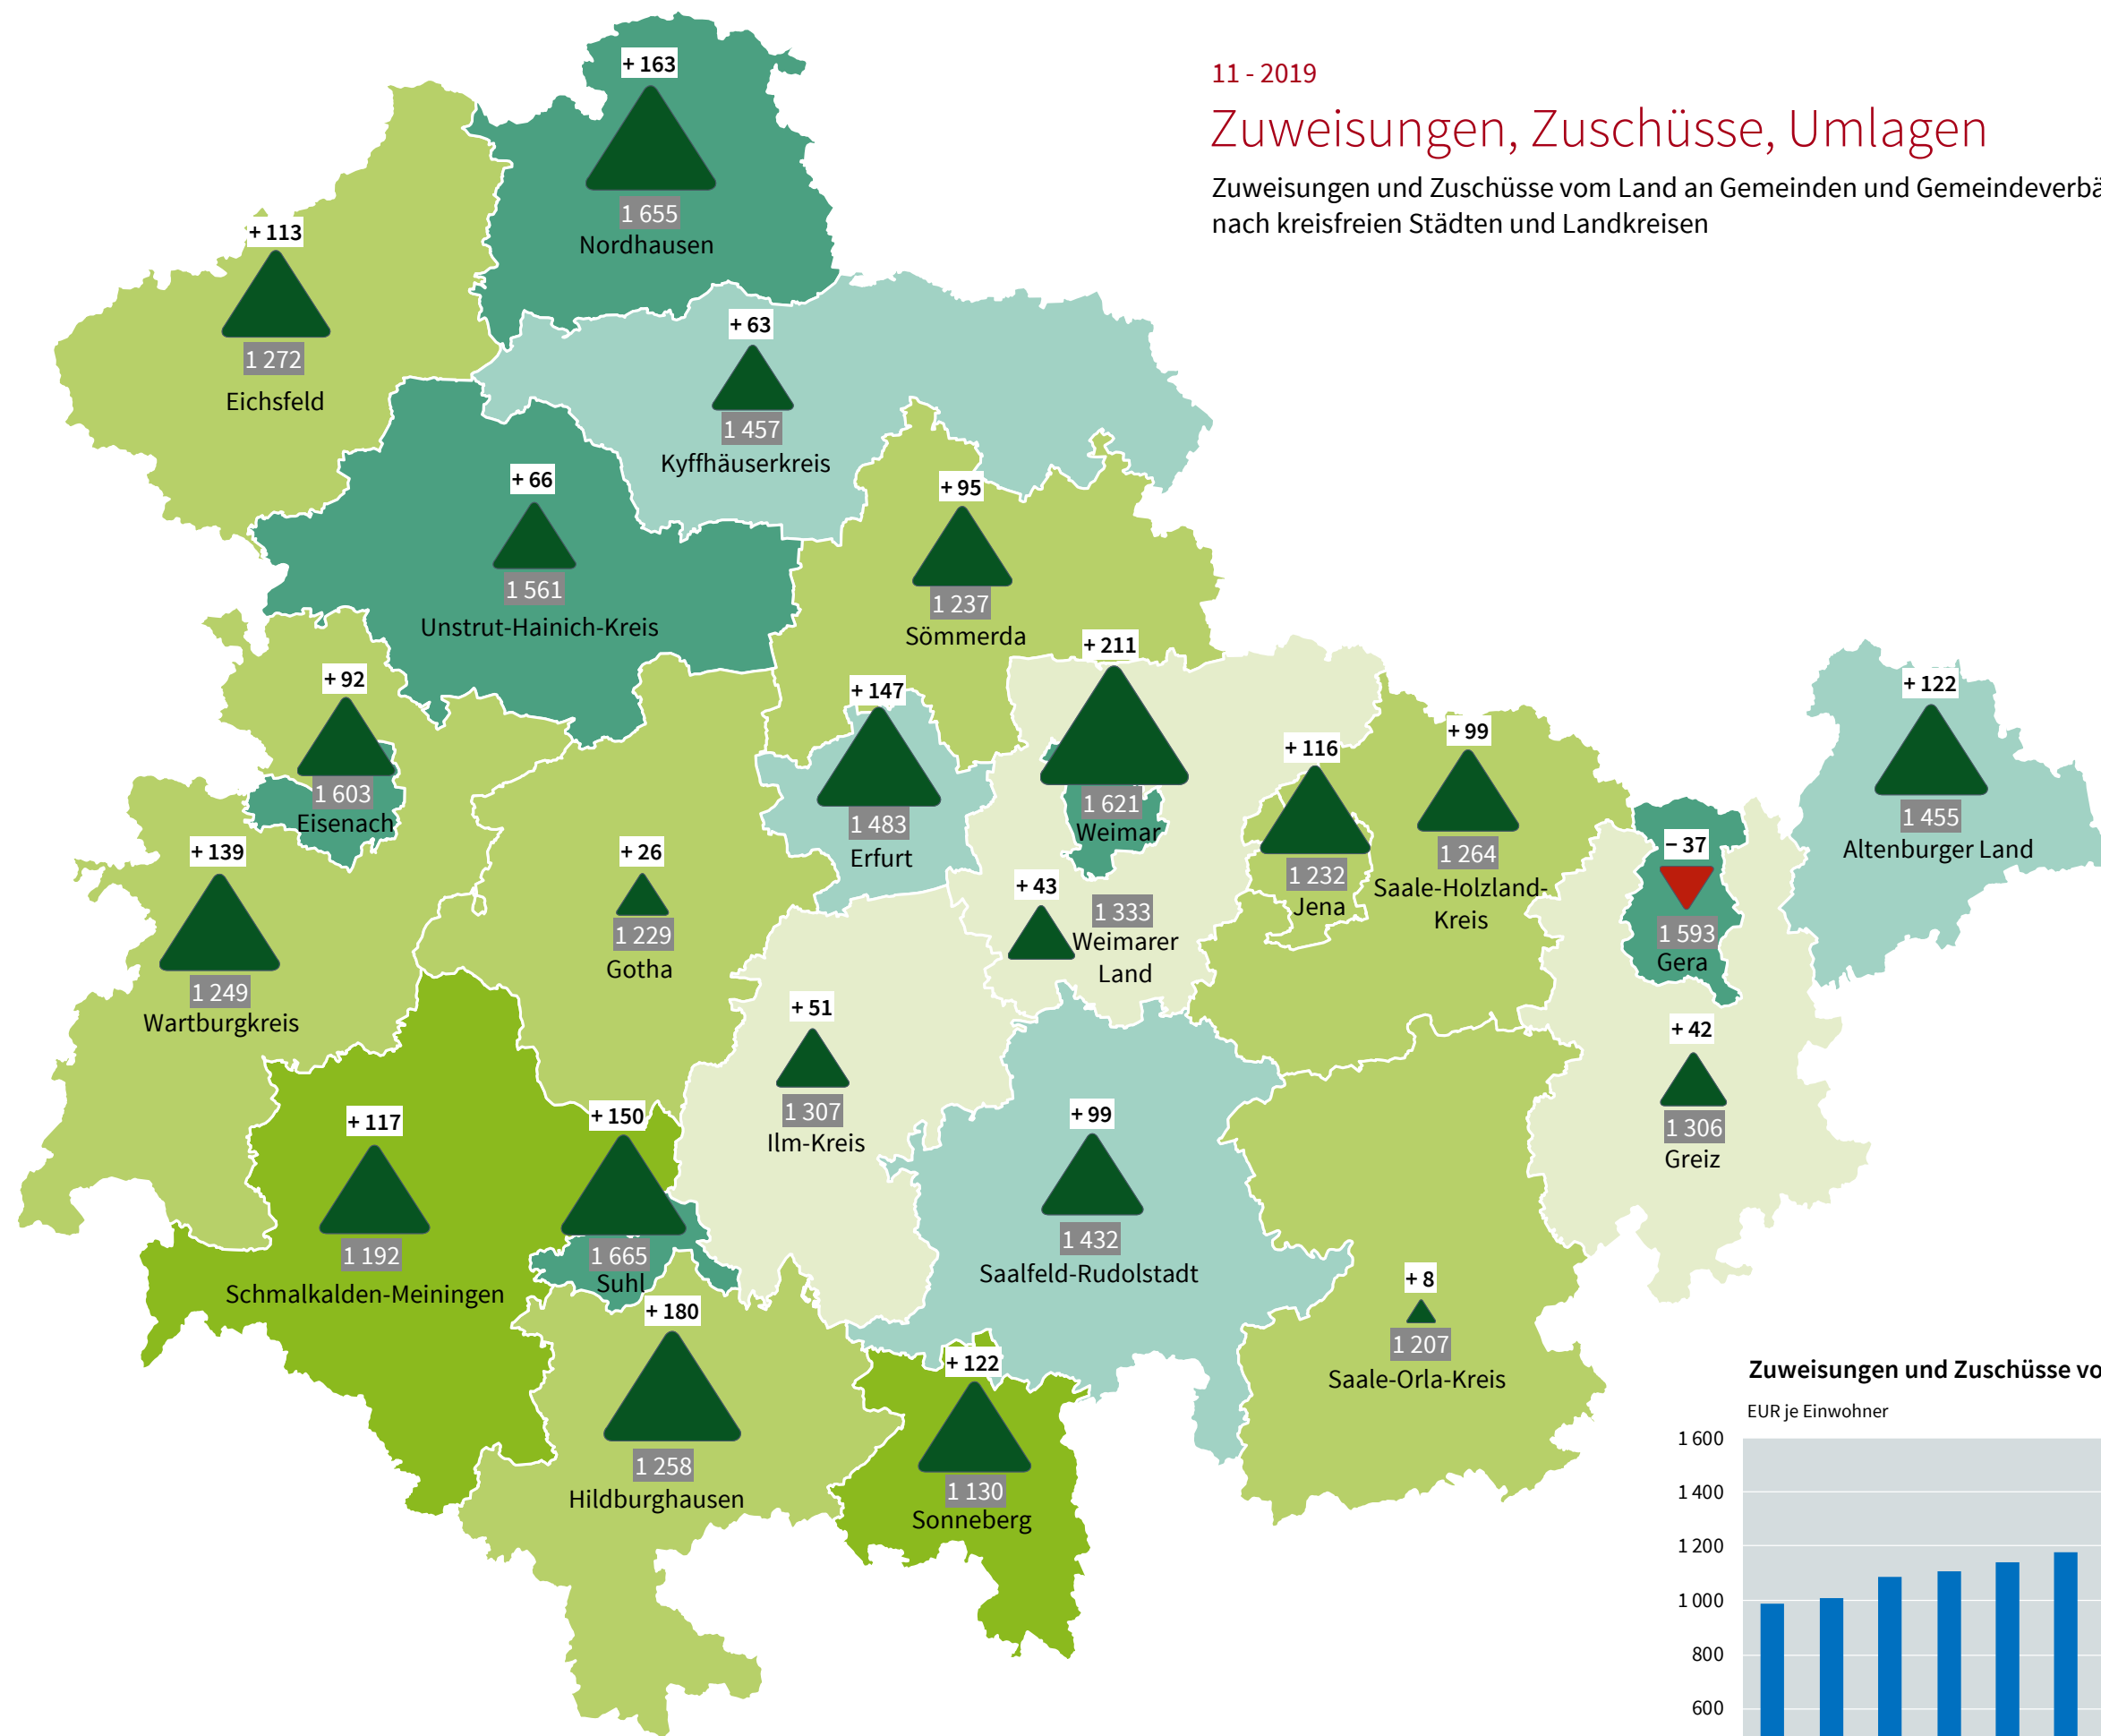 11 - 2019
Zuweisungen, Zuschüsse, Umlagen
Zuweisungen und Zuschüsse vom Land an Gemeinden und
nach kreisfreien Städten und Landkreisen
+ 163
1 655
Nordhausen
+ 113
1 272
Eichsfeld
+ 63
1 457
Kyffhäuserkreis
+ 66
1 561
Unstrut-Hainich-Kreis
+ 95
1 237
Sömmerda
+ 92
1 603
Eisenach
+ 147
1 483
Erfurt
+ 211
1 621
Weimar
+ 116
1 232
Jena
+ 99
1 264
Saale-Holzland-
Kreis
+ 122
1 455
Altenburger Land
+ 139
1 249
Wartburgkreis
+ 26
1 229
Gotha
+ 43
1 333
Weimarer
Land
− 37
1 593
Gera
+ 51
1 307
Ilm-Kreis
+ 42
1 306
Greiz
+ 117
1 192
Schmalkalden-Meiningen
+ 150
1 665
Suhl
+ 99
1 432
Saalfeld-Rudolstadt
+ 8
1 207
Saale-Orla-Kreis
+ 180
1 258
Hildburghausen
+ 122
1 130
Sonneberg
Zuweisungen und Zuschüsse
EUR je Einwohner
1 600
1 400
1 200
1 000
800
600